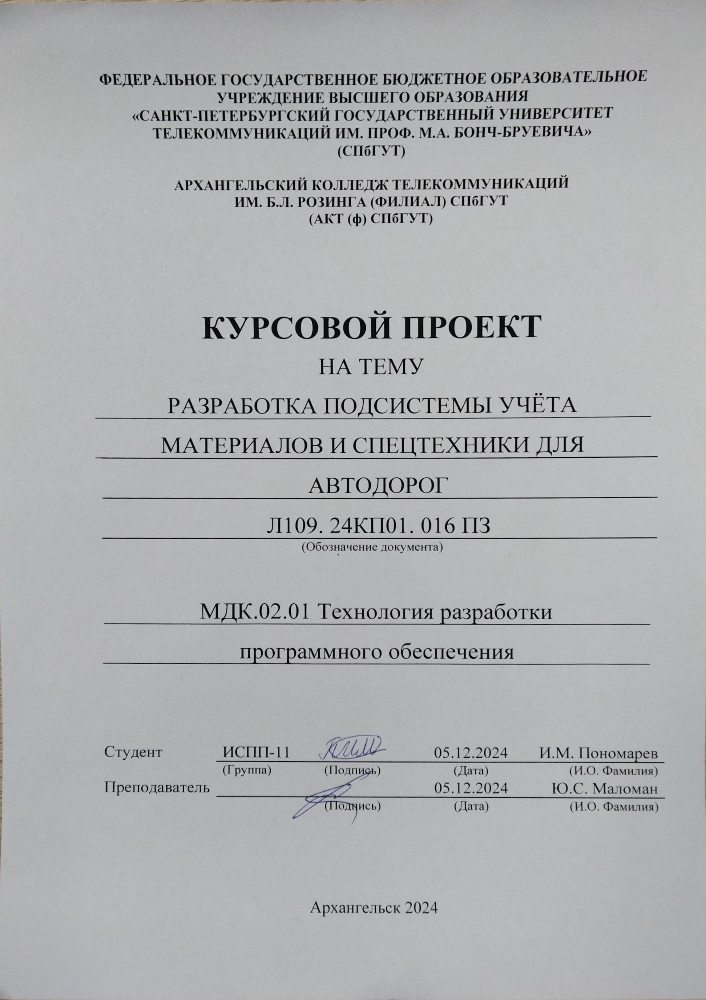 ФЕДЕРАЛЬНОЕ ГОСУДАРСТВЕННОЕ БЮДЖЕТНОЕ ОБРАЗОВАТЕЛЬНОЕ
УЧРЕЖДЕНИЕ ВЫСШЕГО ОБРАЗОВАНИЯ
«САНКТ-ПЕТЕРБУРГСКИЙ ГОСУДАРСТВЕННЫЙ УНИВЕРСИТЕТ
ТЕЛЕКОММУНИКАЦИЙ ИМ. ПРОФ. М.А. БОНЧ-БРУЕВИЧА»
(СПбГУТ)
АРХАНГЕЛЬСКИЙ КОЛЛЕДЖ ТЕЛЕКОММУНИКАЦИЙ
ИМ. Б.Л. РОЗИНГА (ФИЛИАЛ) СПбГУТ
(АКТ (ф) СПбГУТ)
КУРСОВОЙ ПРОЕКТ
НА ТЕМУ
РАЗРАБОТКА ПОДСИСТЕМЫ УЧЁТА
МАТЕРИАЛОВ И СПЕЦТЕХНИКИ ДЛЯ
АВТОДОРОГ
Л109. 24КП01. 016 ПЗ
(Обозначение документа)
МДК.02.01 Технология разработки
программного обеспечения
Студент ИСПП-11 05.12.2024 И.М. Пономарев
(Группа) (Подпись) (Дата) (И.О. Фамилия)
Преподаватель 05.12.2024 Ю.С. Маломан
(Подпись) (Дата) (И.О. Фамилия)
Архангельск 2024